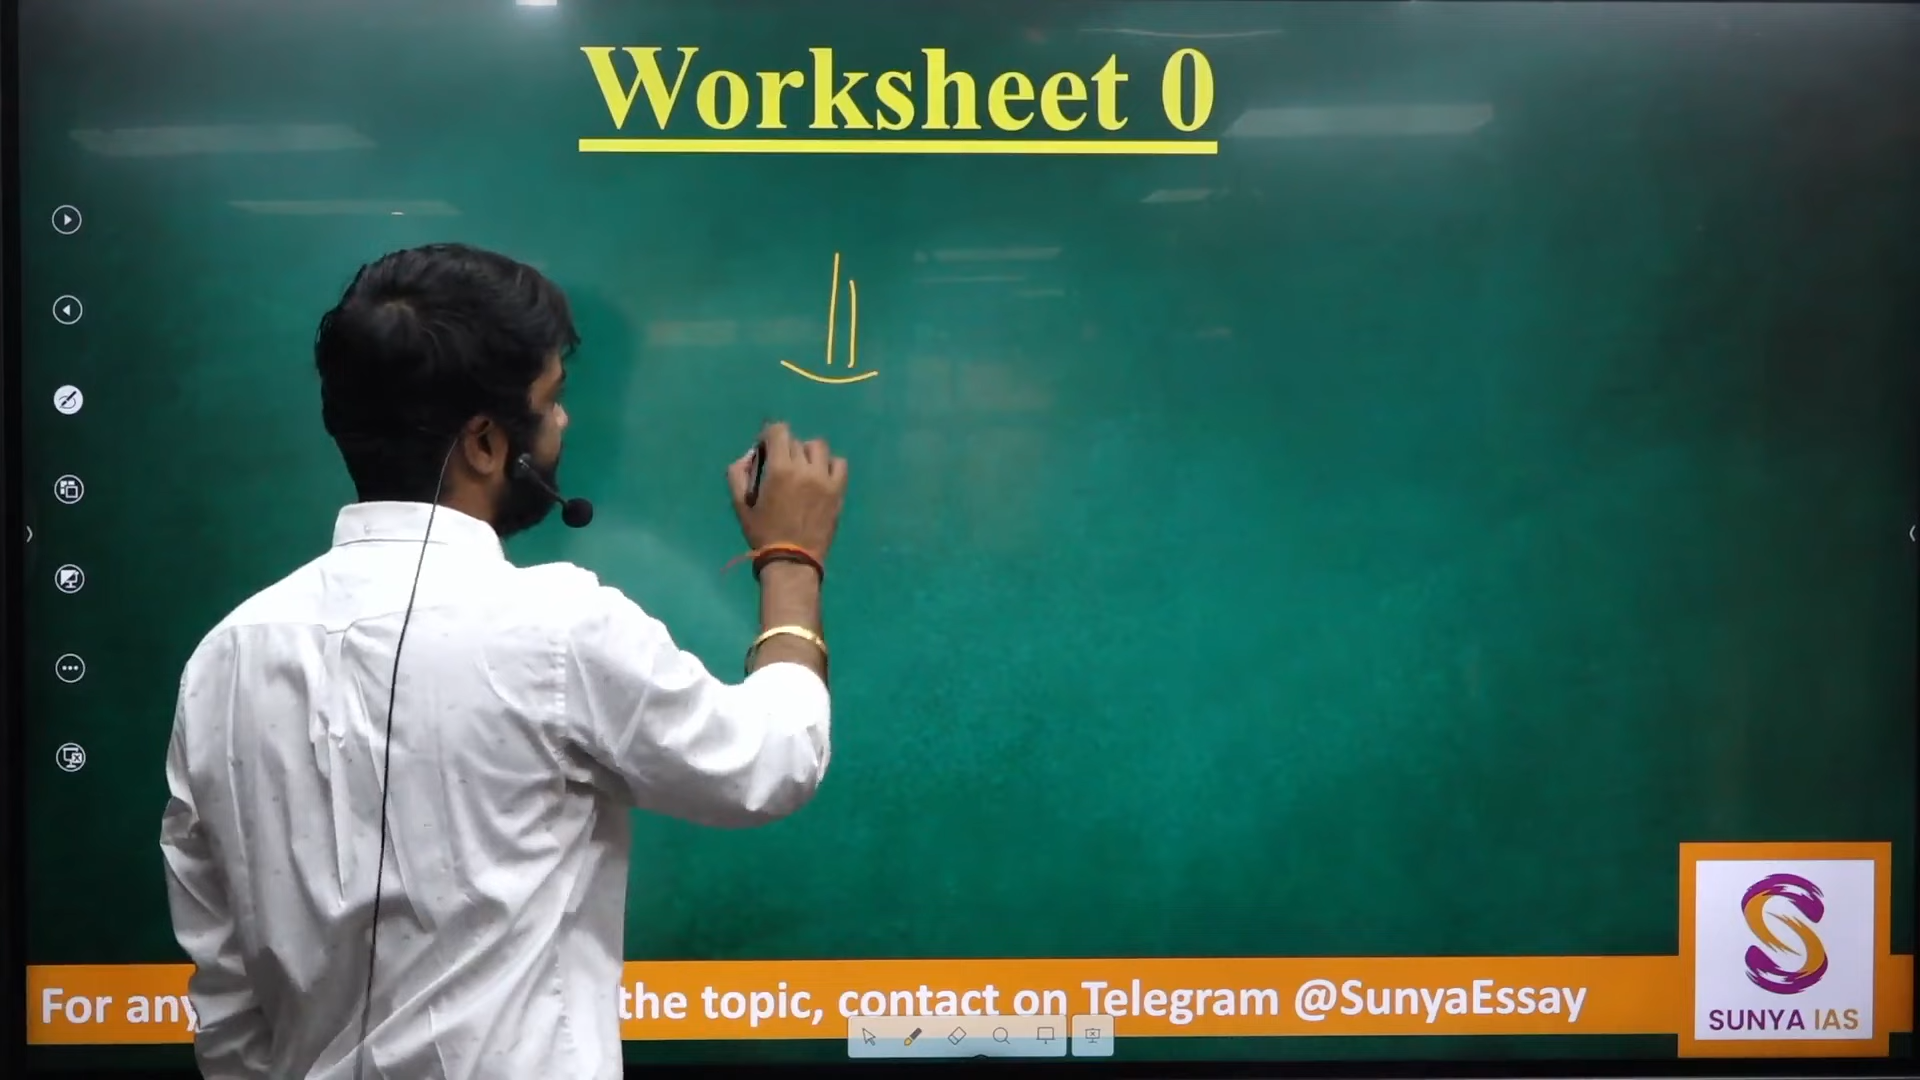 Worksheet 0
For any the topic, contact on Telegram @SunyaEssay
SUNYA IAS